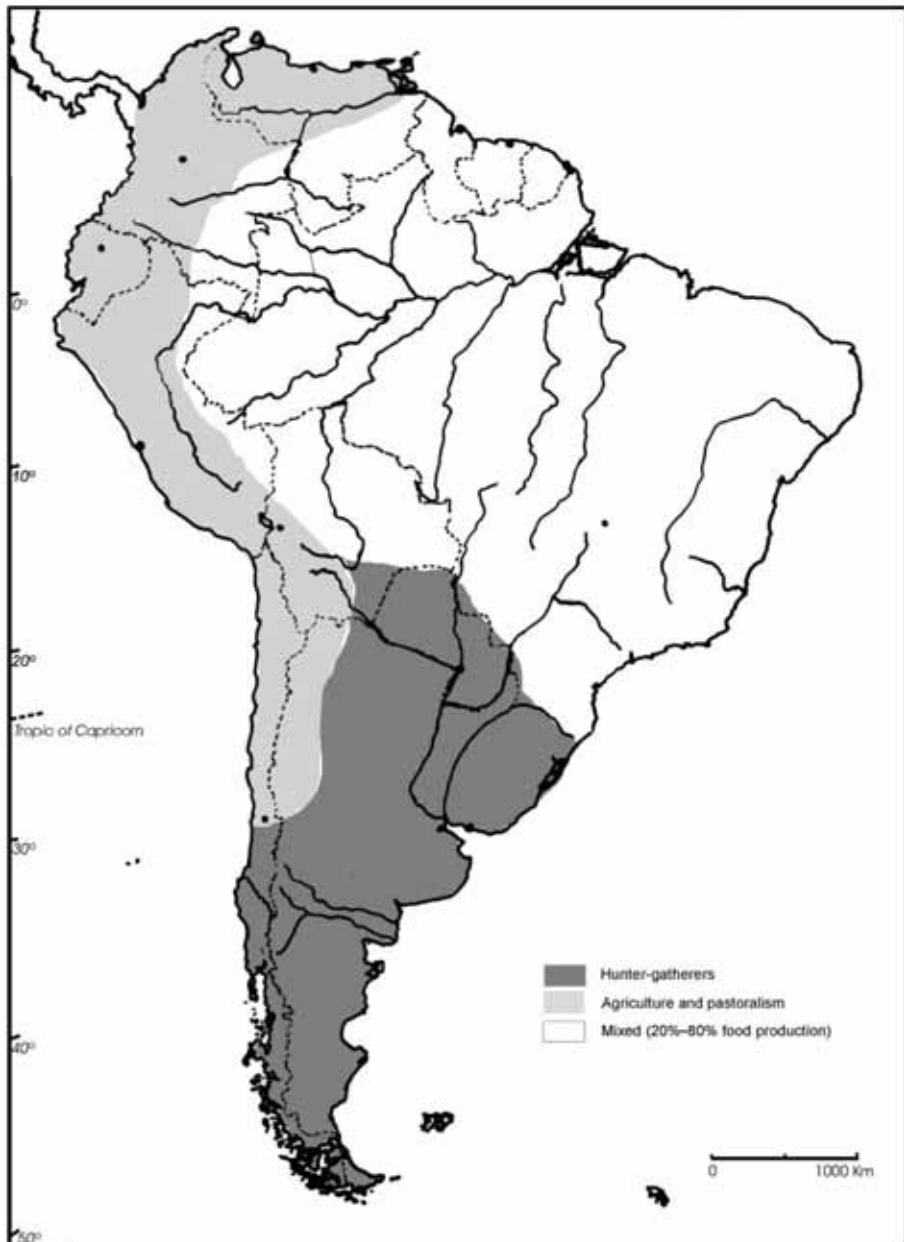 0°
10°
20°
Tropic of Capricorn
30°
Hunter-gatherers
Agriculture and pastoralism
Mixed (20%–80% food production)
40°
0 1000 Km
50°